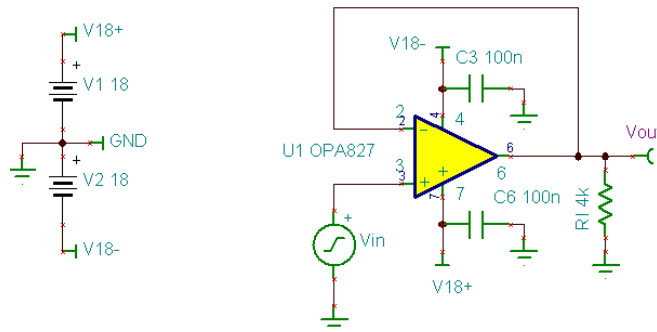 V18+
+
V1 18
GND
+
V2 18
V18-
V18-
C3 100n
4
4
2
2
-
U1 OPA827
6
6
Vou
3
3
+
+
7
7
C6 100n
Rl 4k
+
Vin
V18+